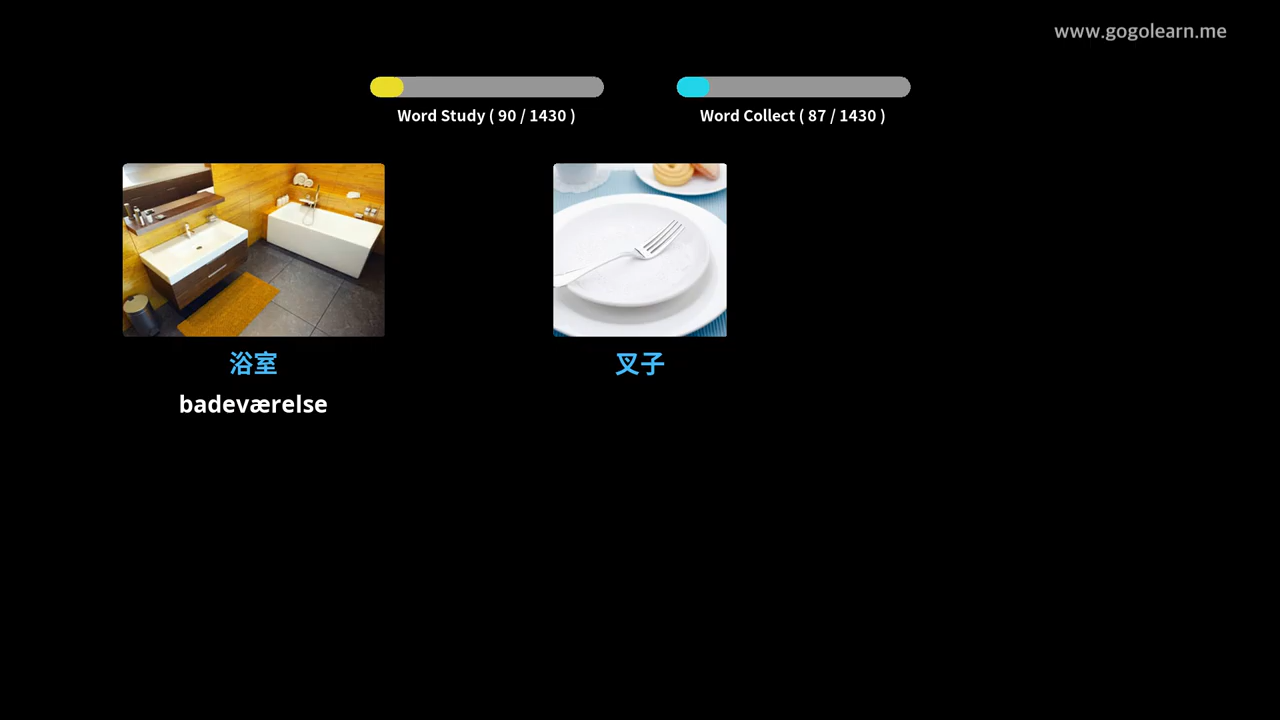 www.gogolearn.me
Word Study ( 90 / 1430 )
Word Collect ( 87 / 1430 )
浴室
badeværelse
叉子